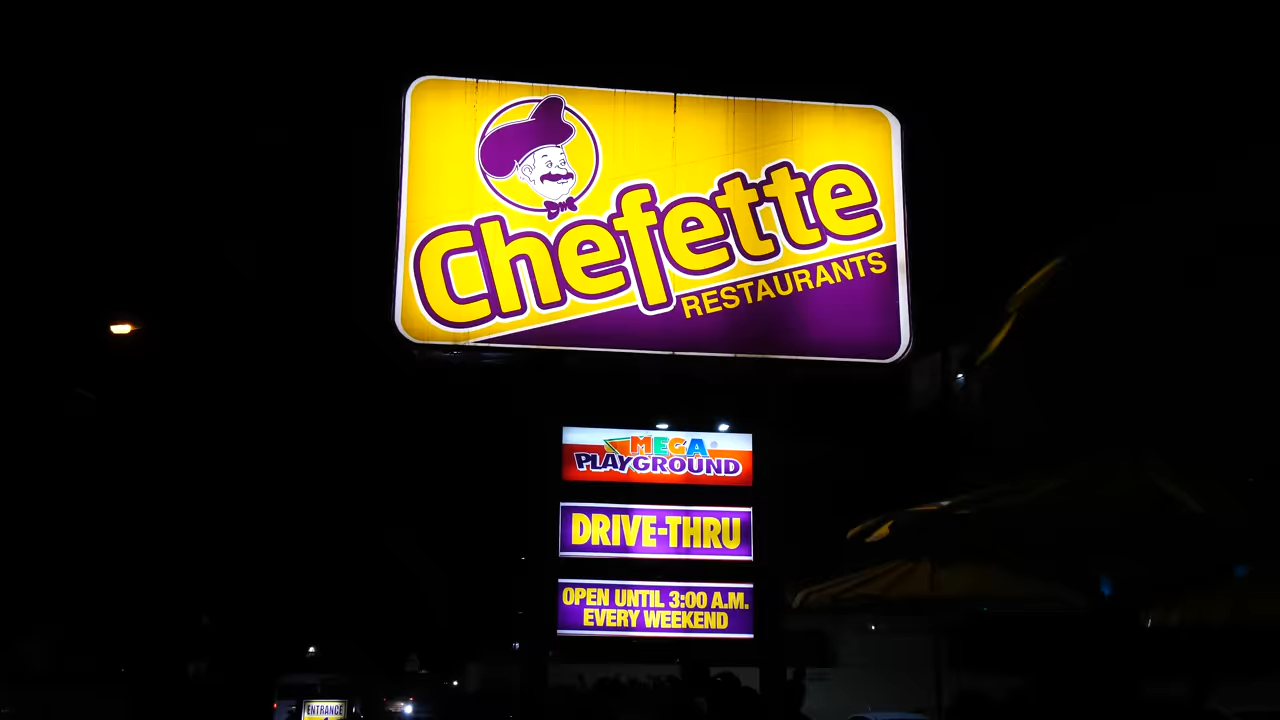 Chefette
RESTAURANTS
MEGA
PLAYGROUND
DRIVE-THRU
OPEN UNTIL 3:00 A.M.
EVERY WEEKEND
ENTRANCE